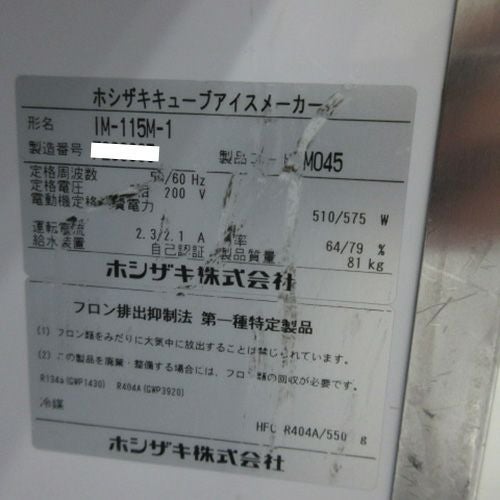 ホシザキキューブアイスメーカー
形名 IM-115M-1
製造番号
製品コード M045
定格周波数 50/60 Hz
定格電圧 200 V
電動機定格消費電力 510/575 W
運転電流 2.3/2.1 A 率 64/79 %
給水装置 自己認証 製品質量 81 kg
ホシザキ株式会社
フロン排出抑制法 第一種特定製品
(1) フロン類をみだりに大気中に放出することは禁じられています。
(2) この製品を廃棄・整備する場合には、フロン類の回収が必要です。
R134a(GWP1430) R404A(GWP3920)
冷媒 HFC R404A/550 g
ホシザキ株式会社